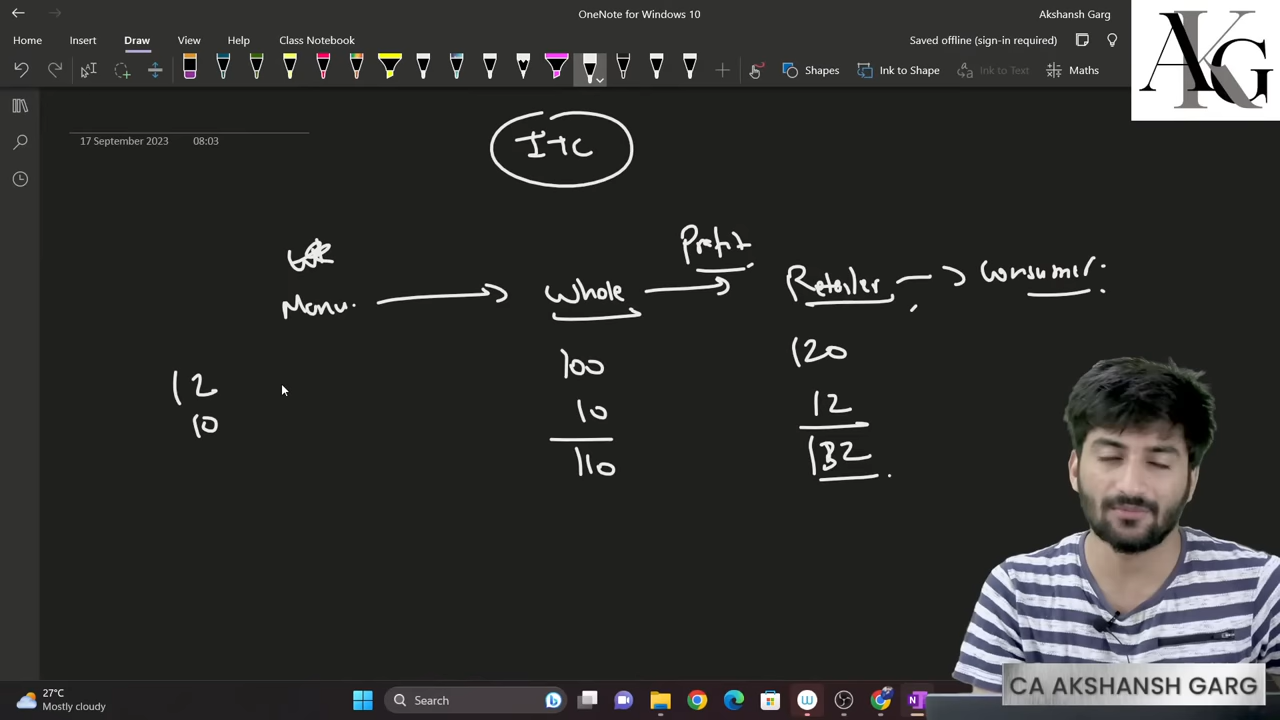 OneNote for Windows 10
Akshansh Garg
Home Insert Draw View Help Class Notebook
Saved offline (sign-in required)
Shapes Ink to Shape Ink to Text Maths
AKG
17 September 2023 08:03
ITC
Profit
Manu. Whole Retailer Consumer.
100 120
12 10 12
10 110 132
CA AKSHANSH GARG
27°C
Mostly cloudy
Search